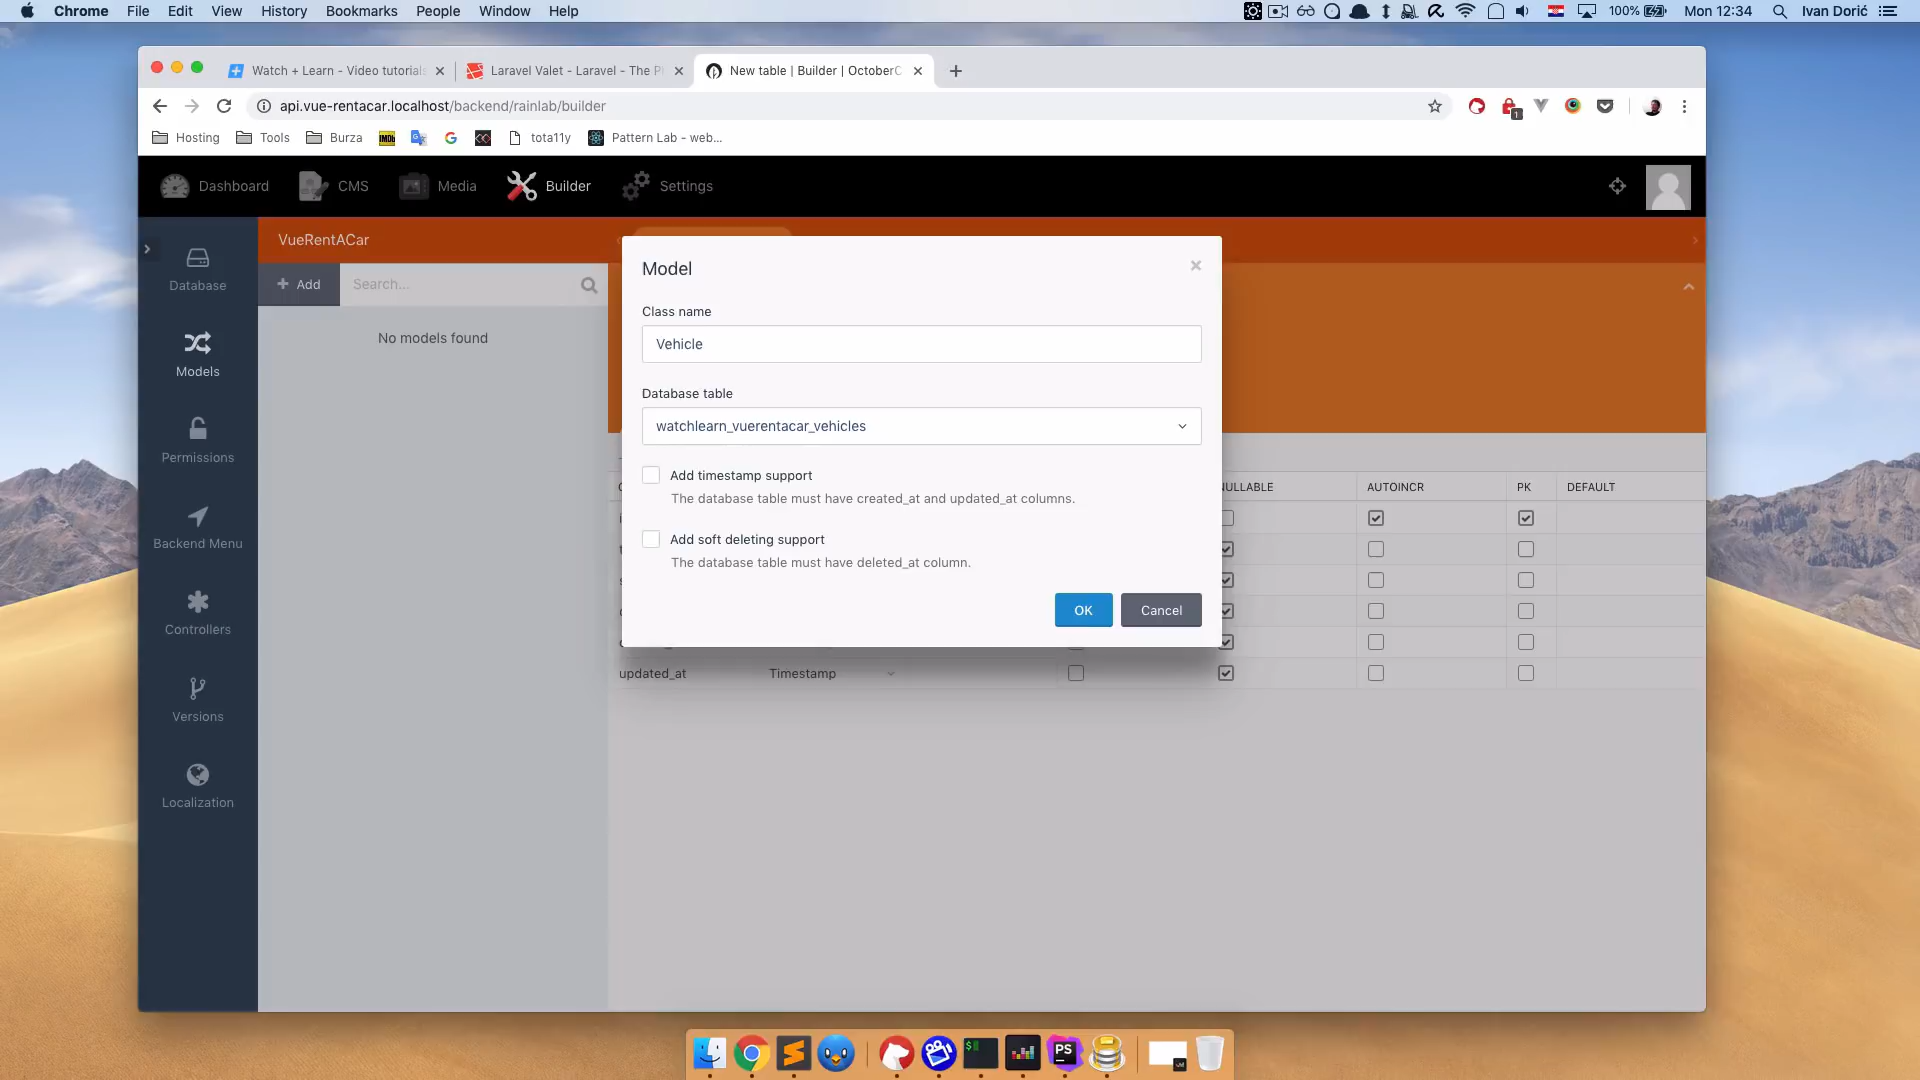 Chrome File Edit View History Bookmarks People Window Help 100% Mon 12:34 Ivan Dorić
Watch + Learn - Video tutorials Laravel Valet - Laravel - The P New table | Builder | OctoberC
api.vue-rentacar.localhost/backend/rainlab/builder
Hosting Tools Burza IMDb tota11y Pattern Lab - web...
Dashboard CMS Media Builder Settings
VueRentACar
Database
Models
Permissions
Backend Menu
Controllers
Versions
Localization
+ Add Search...
No models found
Model
Class name
Vehicle
Database table
watchlearn_vuerentacar_vehicles
Add timestamp support
The database table must have created_at and updated_at columns.
Add soft deleting support
The database table must have deleted_at column.
OK Cancel
NULLABLE AUTOINCR PK DEFAULT
updated_at Timestamp
PS